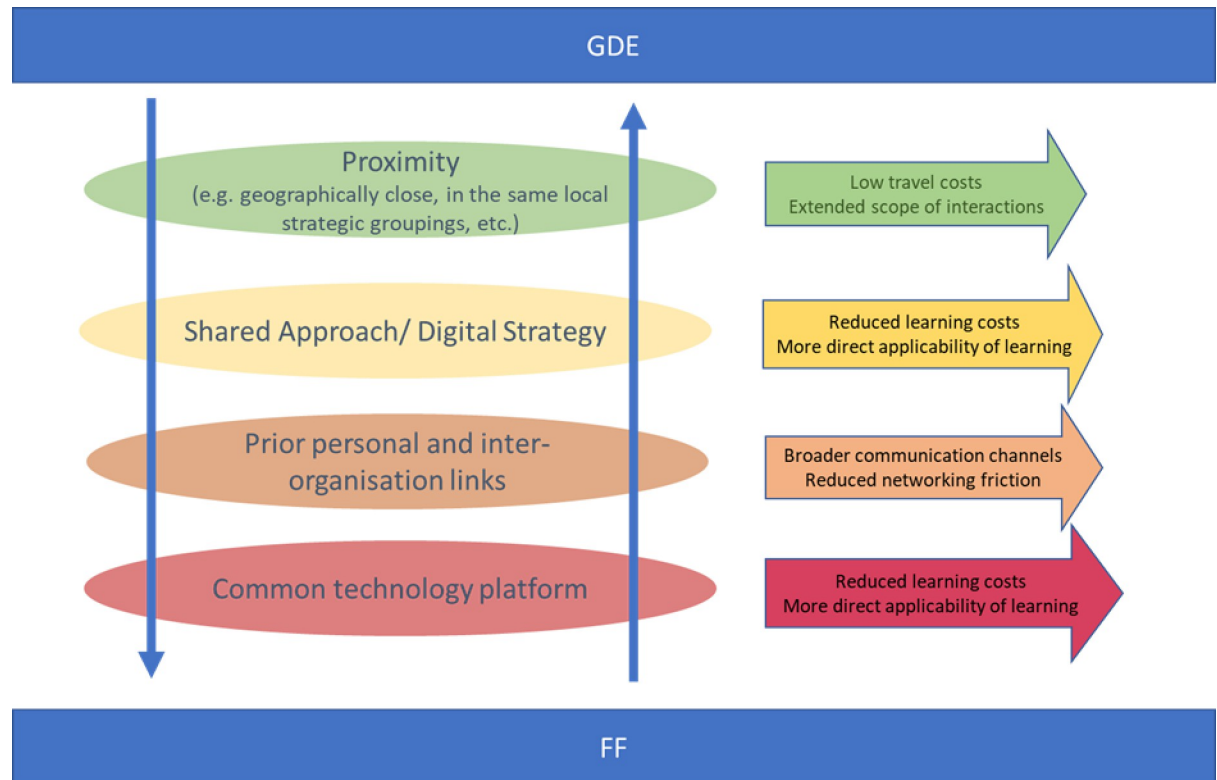 GDE
Proximity
(e.g. geographically close, in the same local
strategic groupings, etc.)
Low travel costs
Extended scope of interactions
Shared Approach/ Digital Strategy
Reduced learning costs
More direct applicability of learning
Prior personal and inter-
organisation links
Broader communication channels
Reduced networking friction
Common technology platform
Reduced learning costs
More direct applicability of learning
FF